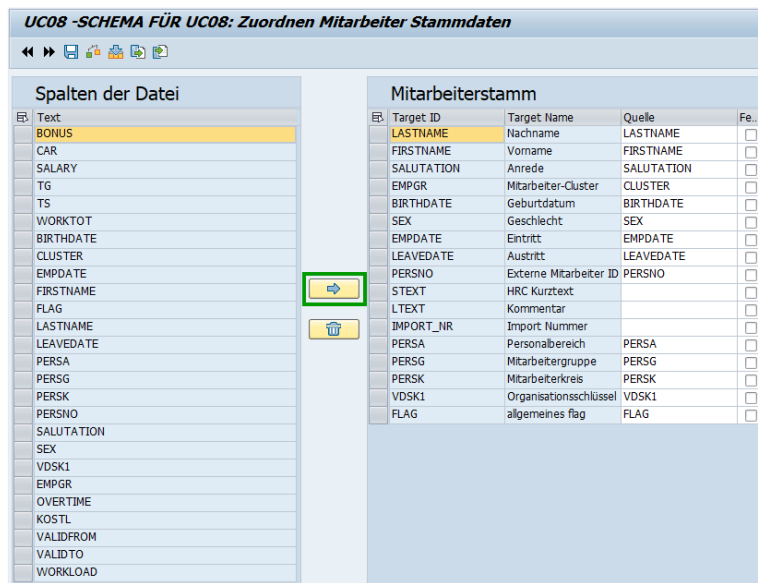 UC08 -SCHEMA FÜR UC08: Zuordnen Mitarbeiter Stammdaten
Spalten der Datei
Text
BONUS
CAR
SALARY
TG
TS
WORKTOT
BIRTHDATE
CLUSTER
EMPDATE
FIRSTNAME
FLAG
LASTNAME
LEAVEDATE
PERSA
PERSG
PERSK
PERSNO
SALUTATION
SEX
VDSK1
EMPGR
OVERTIME
KOSTL
VALIDFROM
VALIDTO
WORKLOAD
Mitarbeiterstamm
Target ID Target Name Quelle Fe..
LASTNAME Nachname LASTNAME
FIRSTNAME Vorname FIRSTNAME
SALUTATION Anrede SALUTATION
EMPGR Mitarbeiter-Cluster CLUSTER
BIRTHDATE Geburtdatum BIRTHDATE
SEX Geschlecht SEX
EMPDATE Eintritt EMPDATE
LEAVEDATE Austritt LEAVEDATE
PERSNO Externe Mitarbeiter ID PERSNO
STEXT HRC Kurztext
LTEXT Kommentar
IMPORT_NR Import Nummer
PERSA Personalbereich PERSA
PERSG Mitarbeitergruppe PERSG
PERSK Mitarbeiterkreis PERSK
VDSK1 Organisationsschlüssel VDSK1
FLAG allgemeines flag FLAG